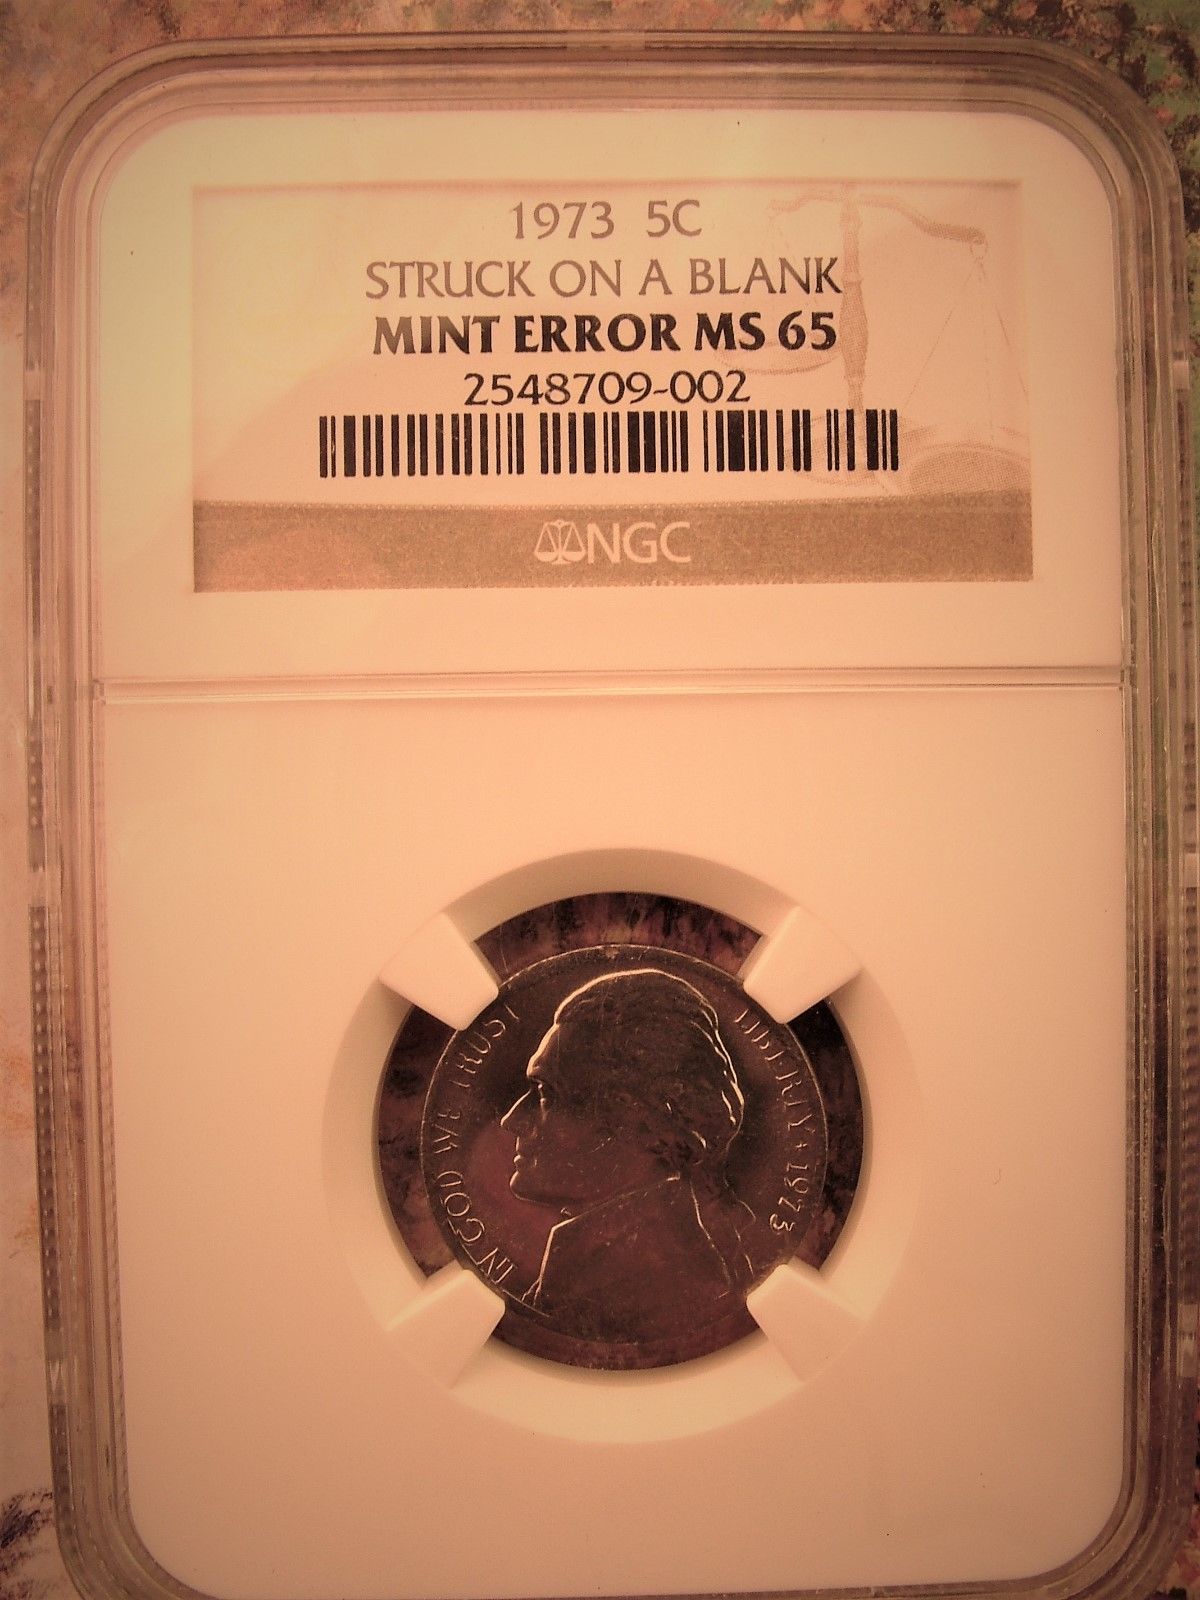 1973 5C
STRUCK ON A BLANK
MINT ERROR MS 65
2548709-002
NGC
IN GOD WE TRUST
LIBERTY ★ 1973